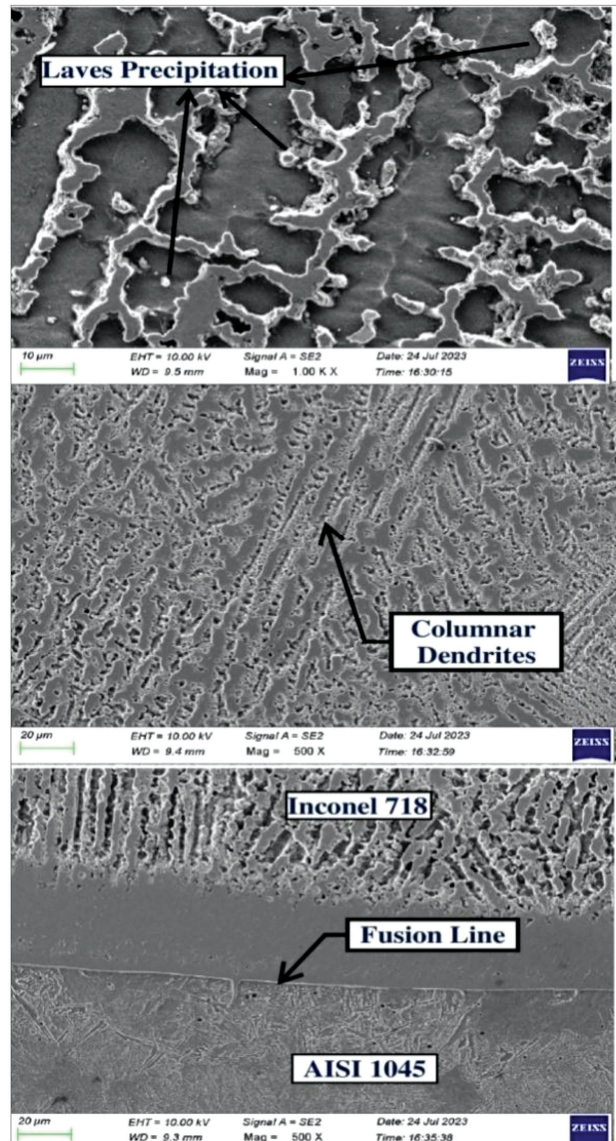 Laves Precipitation
10 µm EHT = 10.00 kV Signal A = SE2 Date: 24 Jul 2023
WD = 9.5 mm Mag = 1.00 K X Time: 16:30:15
ZEISS
Columnar
Dendrites
20 µm EHT = 10.00 kV Signal A = SE2 Date: 24 Jul 2023
WD = 9.4 mm Mag = 500 X Time: 16:32:59
ZEISS
Inconel 718
Fusion Line
AISI 1045
20 µm EHT = 10.00 kV Signal A = SE2 Date: 24 Jul 2023
WD = 9.3 mm Mag = 500 X Time: 16:35:38
ZEISS